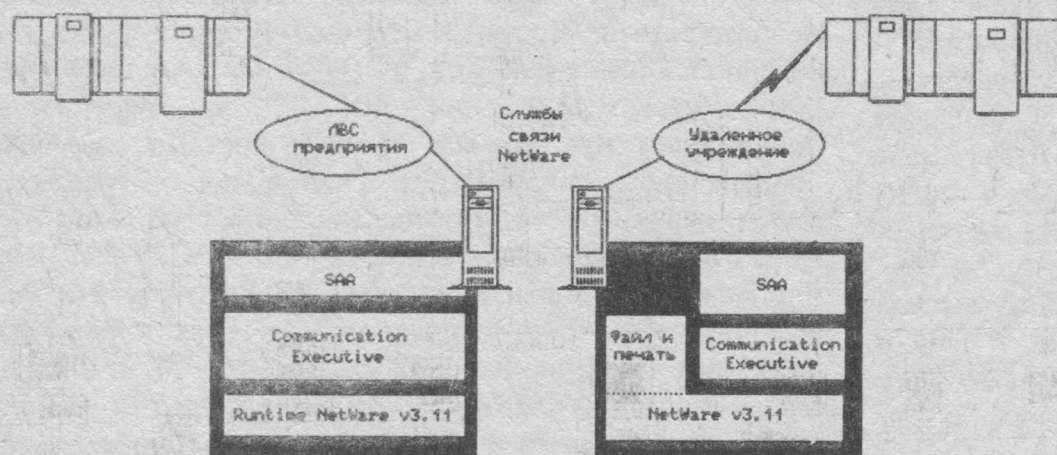 ЛВС
предприятия
Службы
связи
NetWare
Удаленное
учреждение
SAA
Communication
Executive
Runtime NetWare v3.11
SAA
Файл и
печать
Communication
Executive
NetWare v3.11